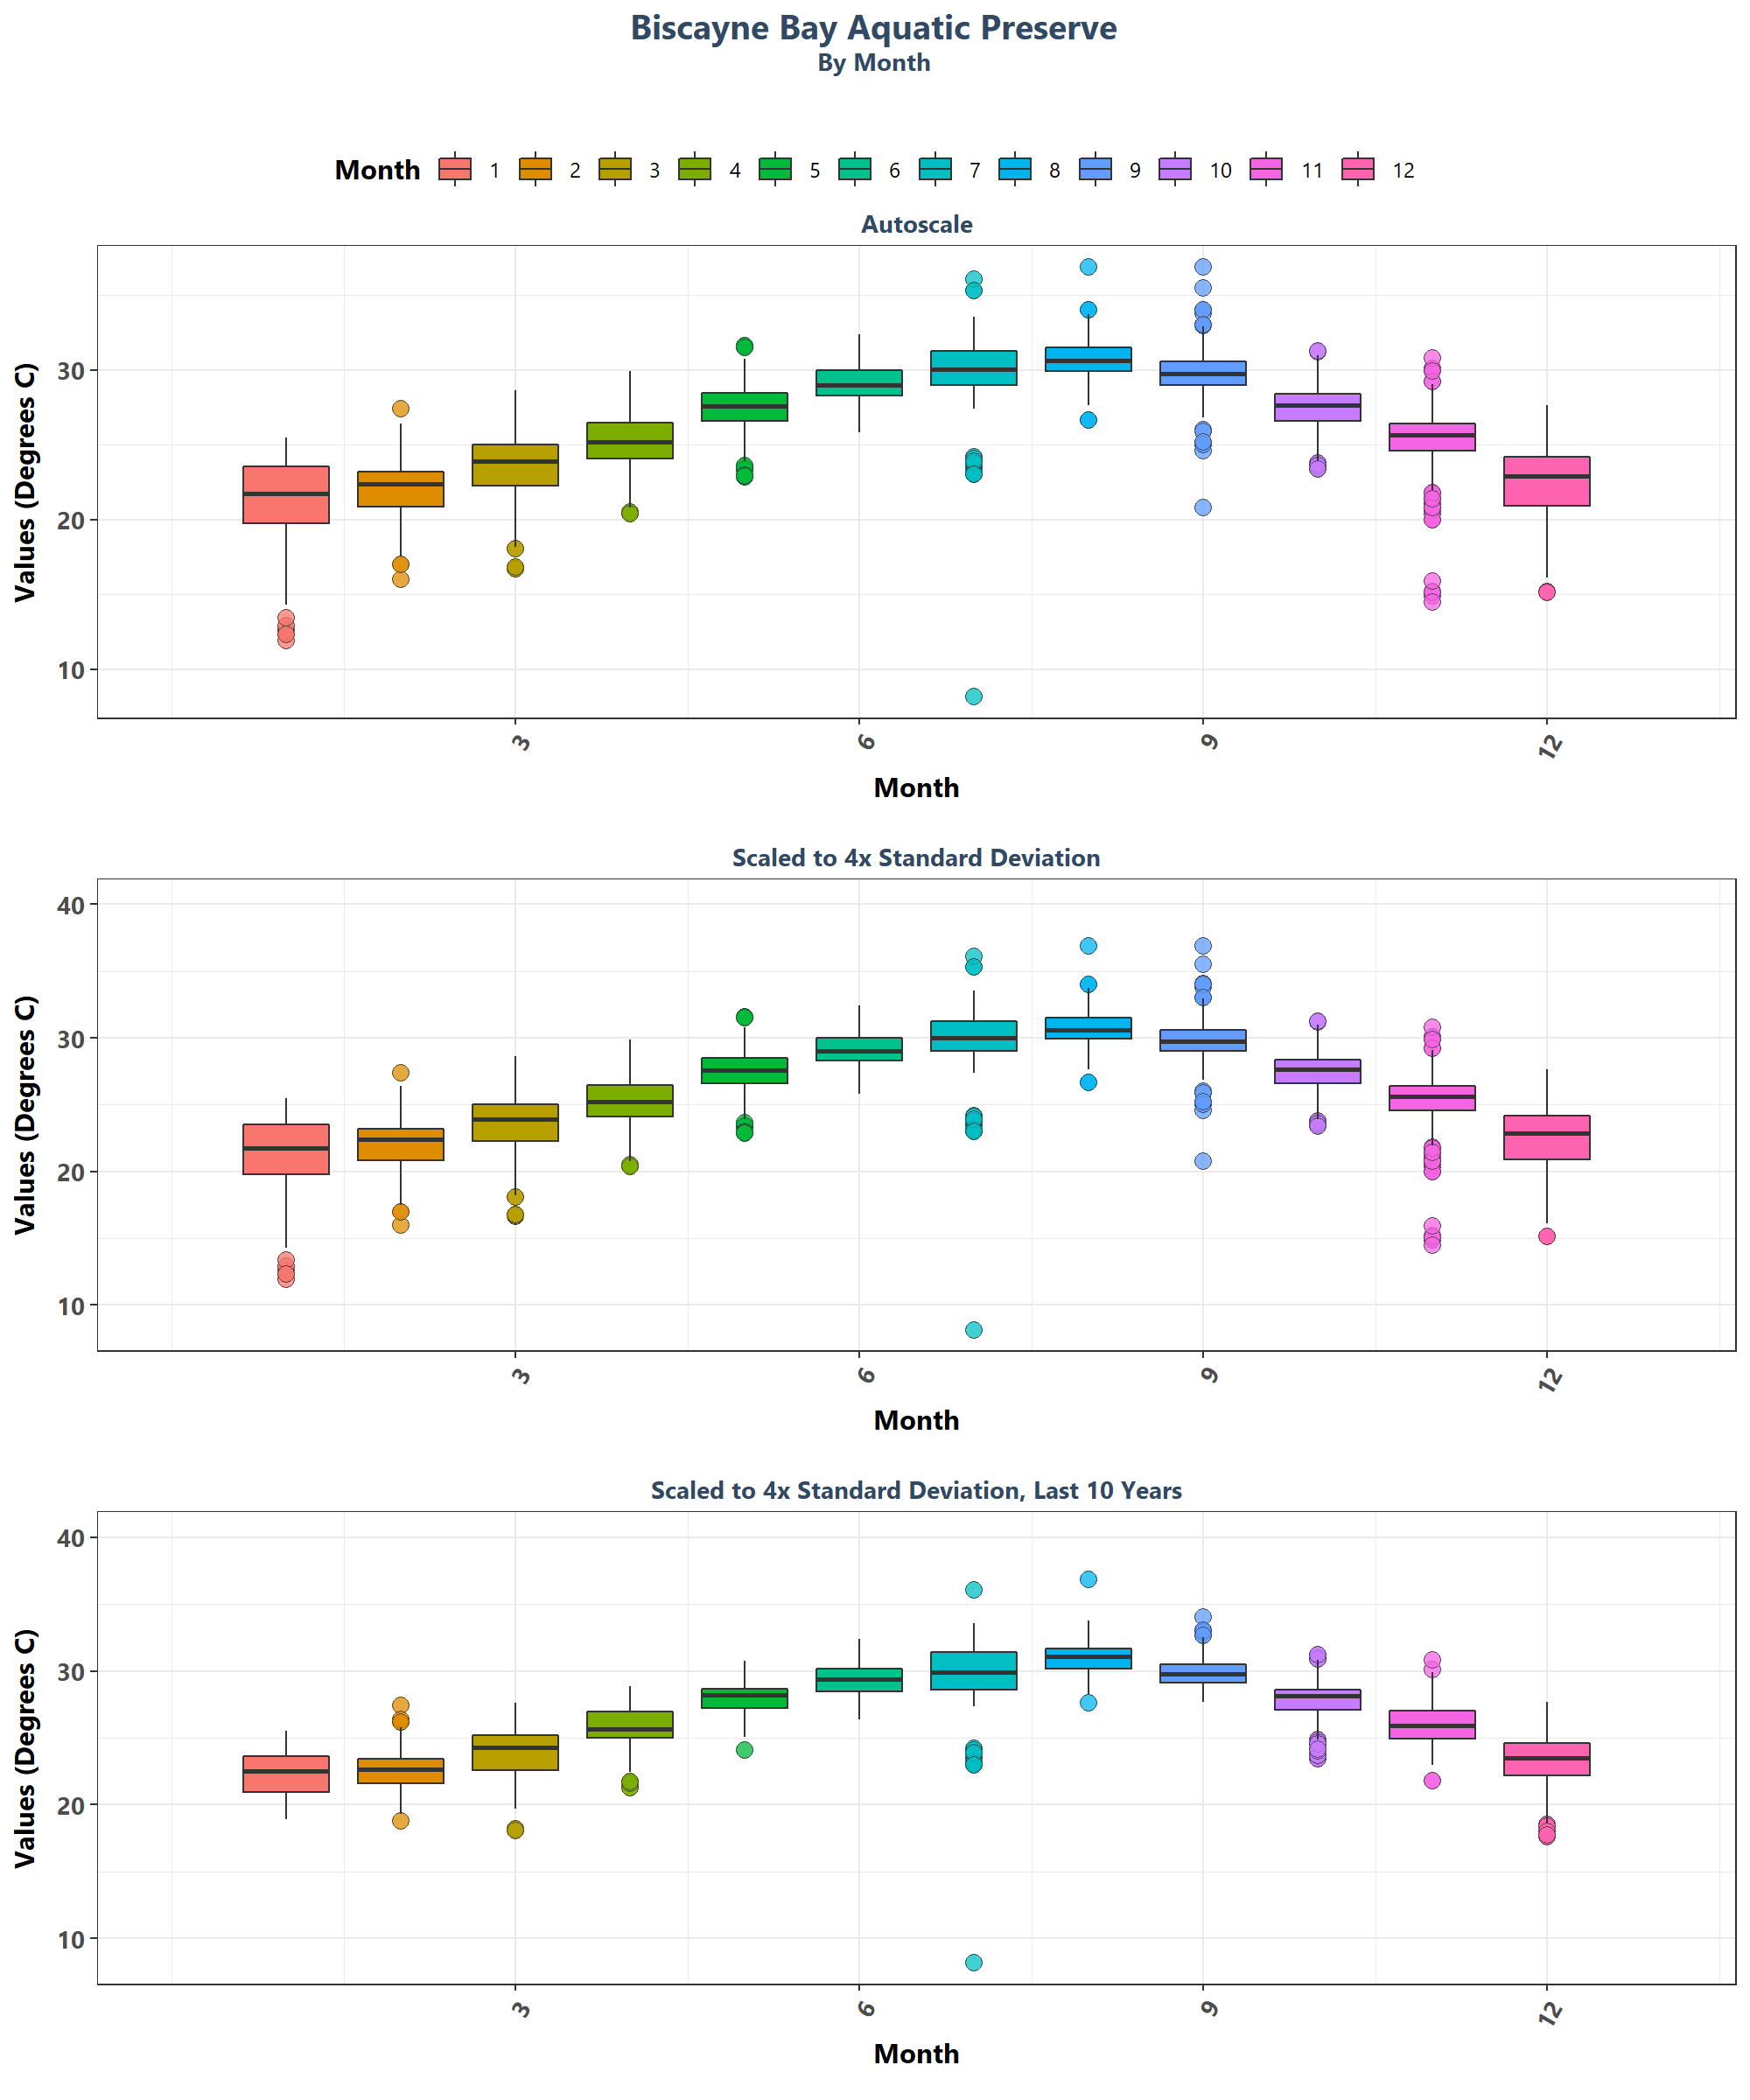 Biscayne Bay Aquatic Preserve
By Month
Month 1 2 3 4 5 6 7 8 9 10 11 12
Autoscale
Values (Degrees C)
30
20
10
3 6 9 12
Month
Scaled to 4x Standard Deviation
Values (Degrees C)
40
30
20
10
3 6 9 12
Month
Scaled to 4x Standard Deviation, Last 10 Years
Values (Degrees C)
40
30
20
10
3 6 9 12
Month